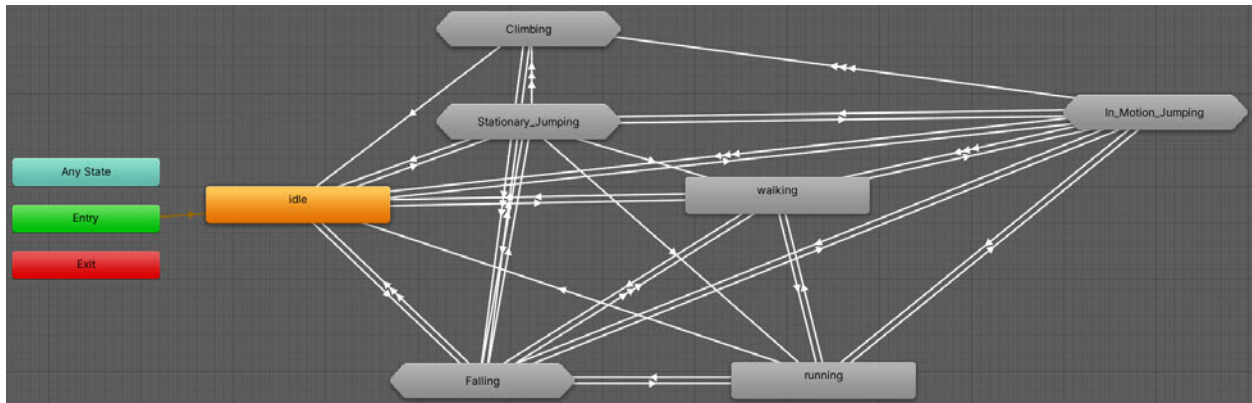 Climbing
Stationary_Jumping
In_Motion_Jumping
Any State
idle
walking
Entry
Exit
Falling
running